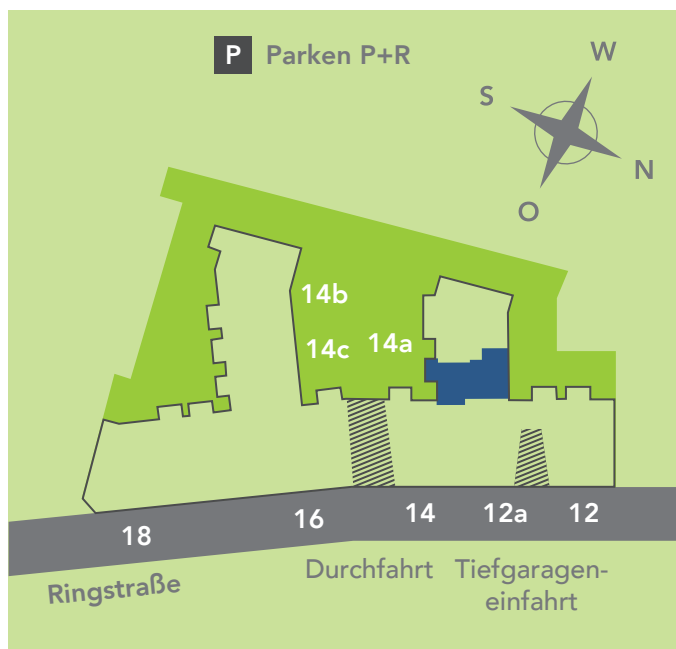 P Parken P+R
W
S
N
O
14b
14c
14a
18
16
14
12a
12
Ringstraße
Durchfahrt
Tiefgaragen-
einfahrt